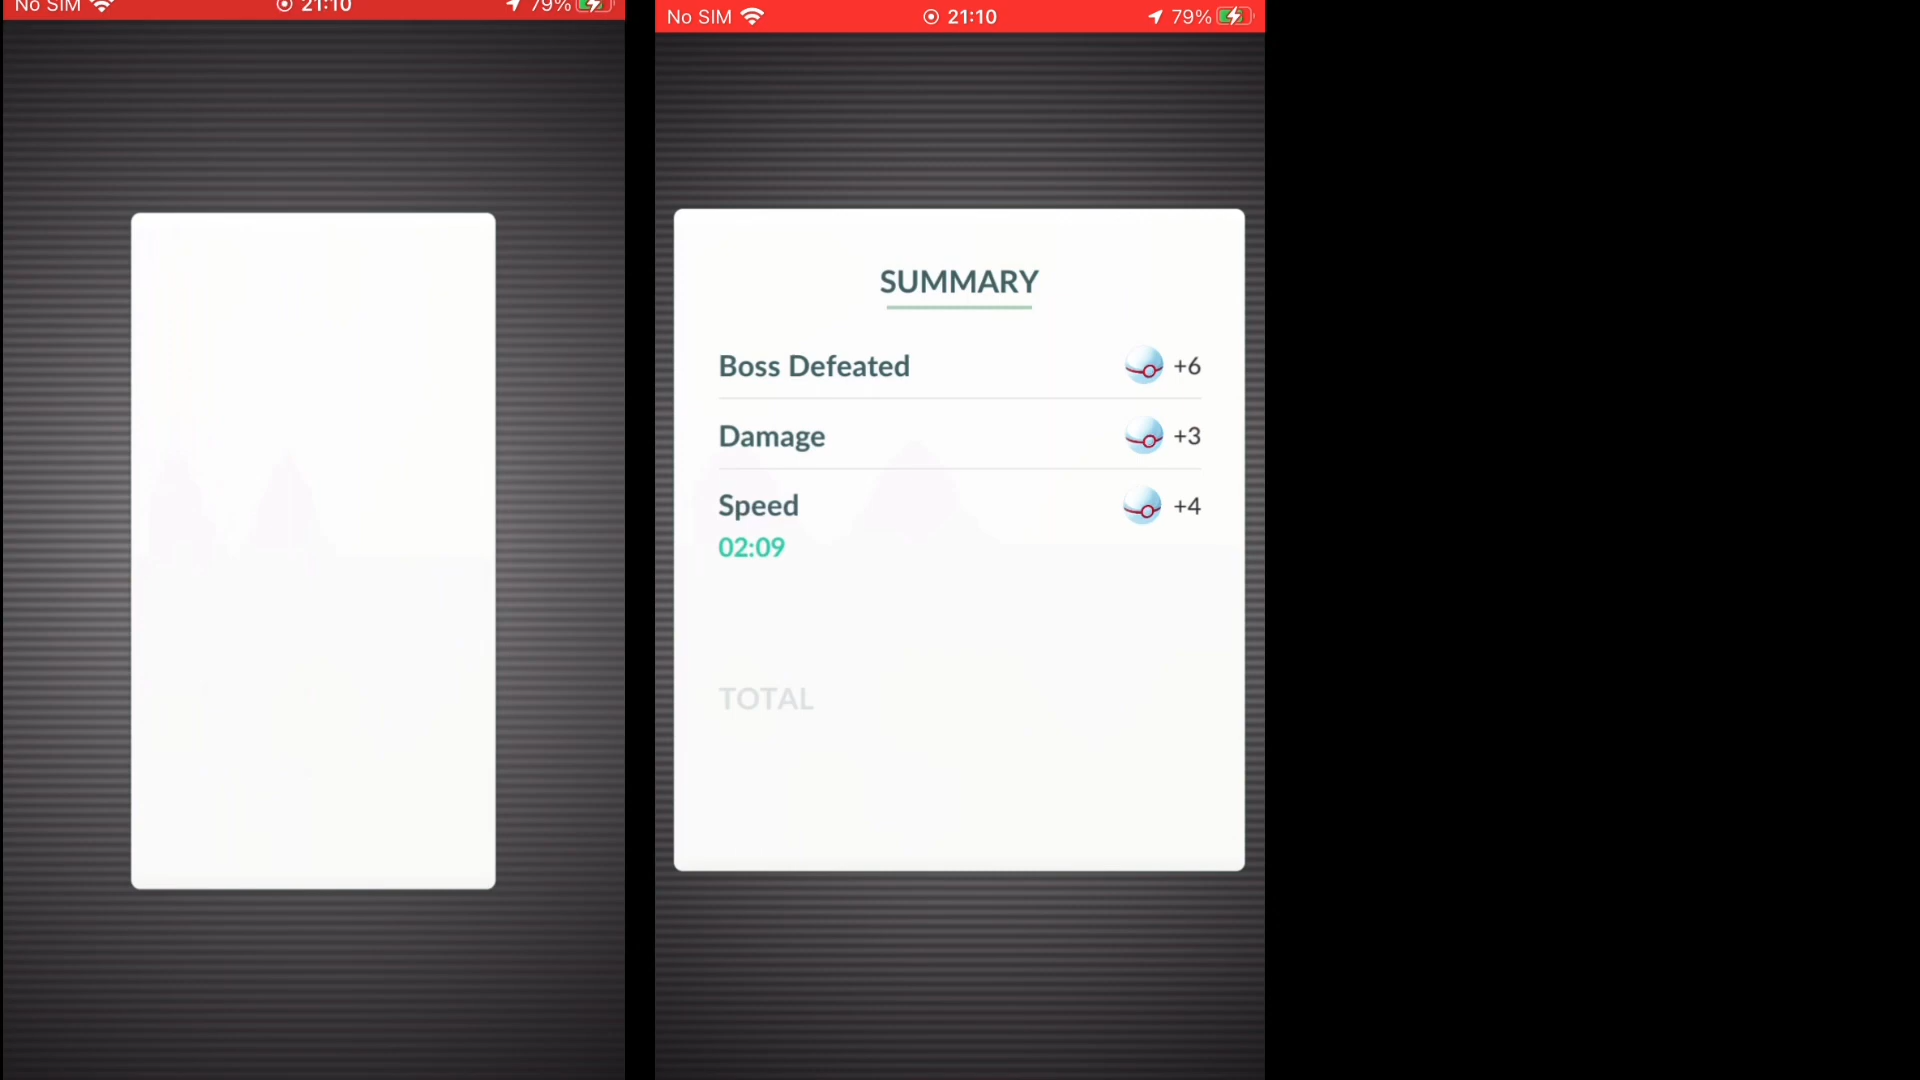 No SIM 21:10 79%
No SIM 21:10 79%
SUMMARY
Boss Defeated +6
Damage +3
Speed +4
02:09
TOTAL